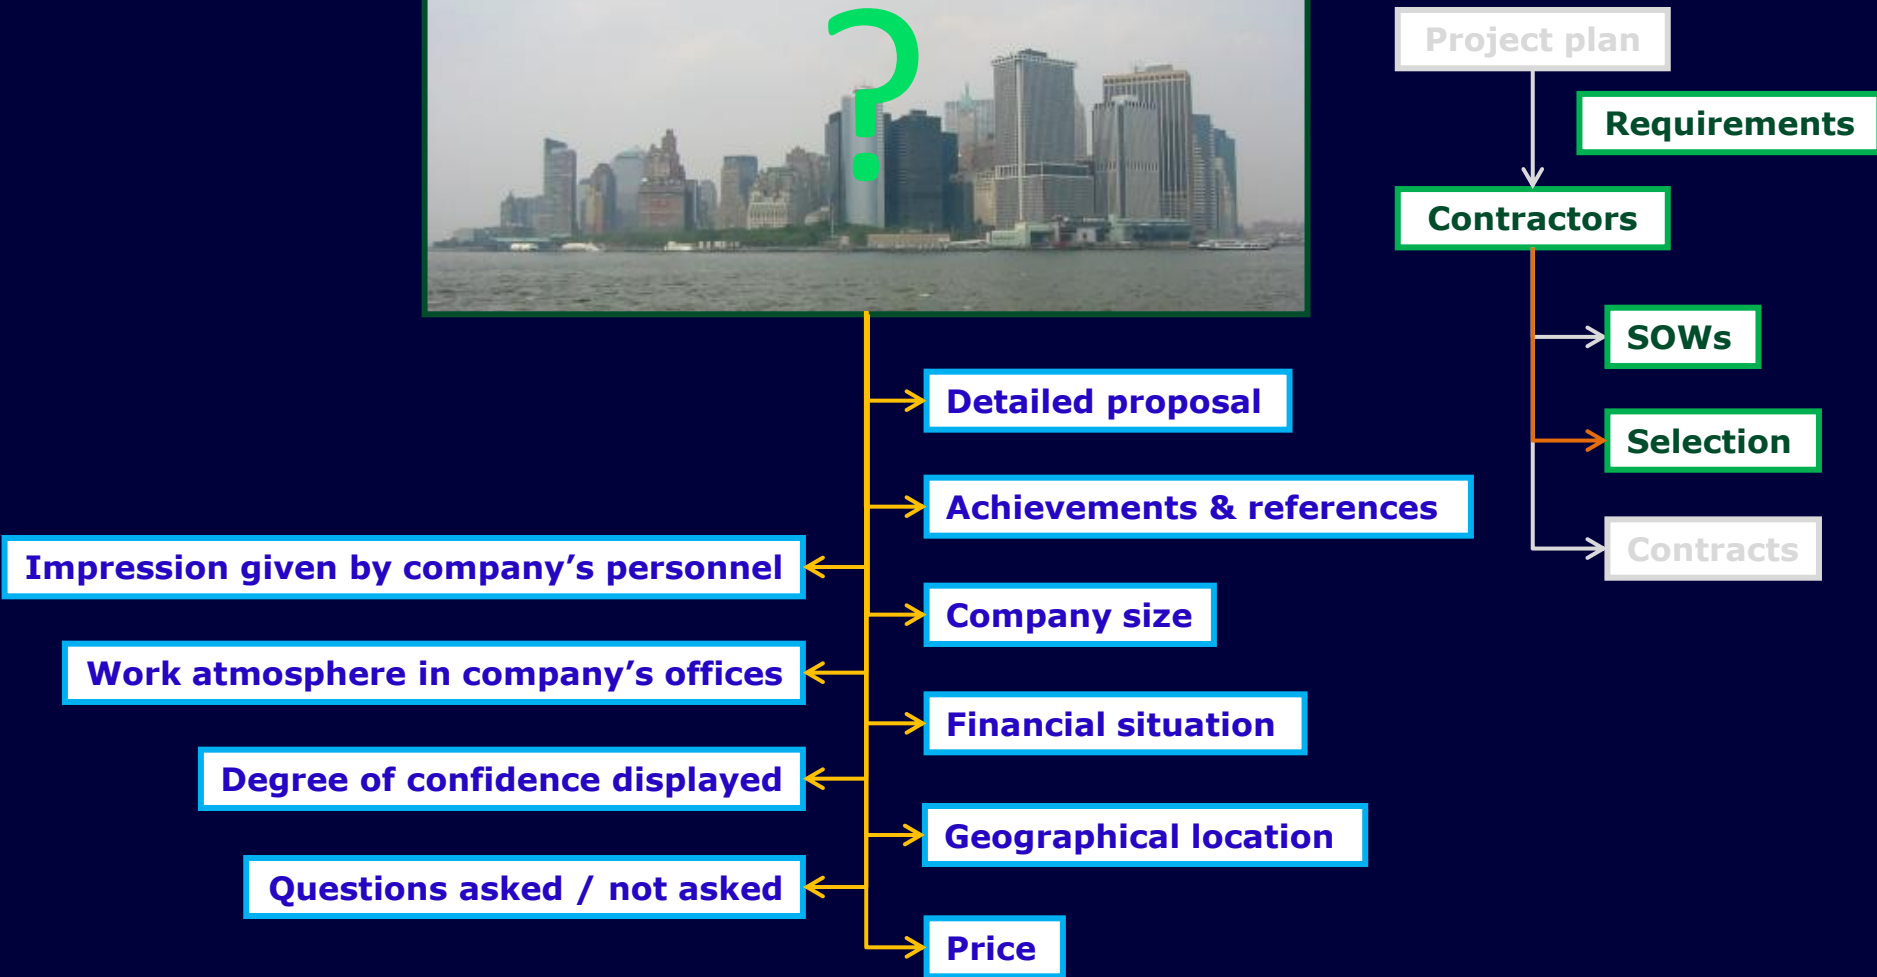 ?
Project plan
Requirements
Contractors
SOWs
Selection
Contracts
Detailed proposal
Achievements & references
Impression given by company’s personnel
Company size
Work atmosphere in company’s offices
Financial situation
Degree of confidence displayed
Geographical location
Questions asked / not asked
Price